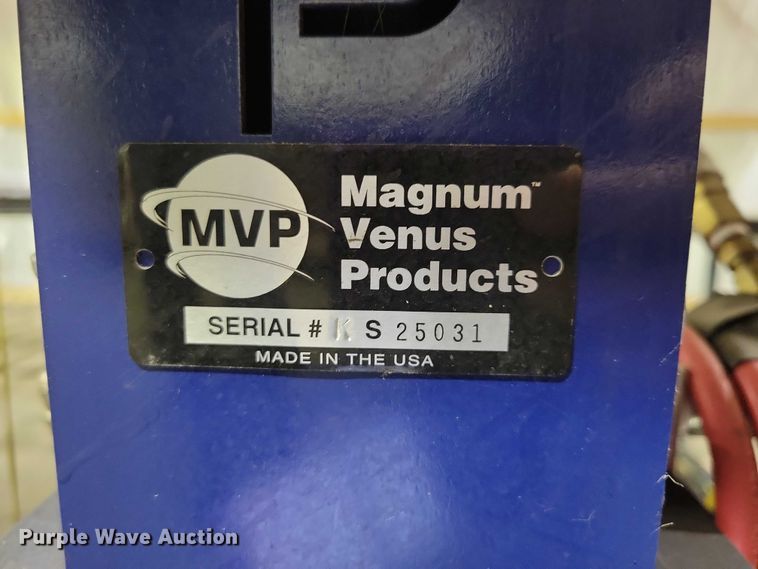 P
MVP
Magnum™
Venus
Products
SERIAL # K S 25031
MADE IN THE USA
Purple Wave Auction®